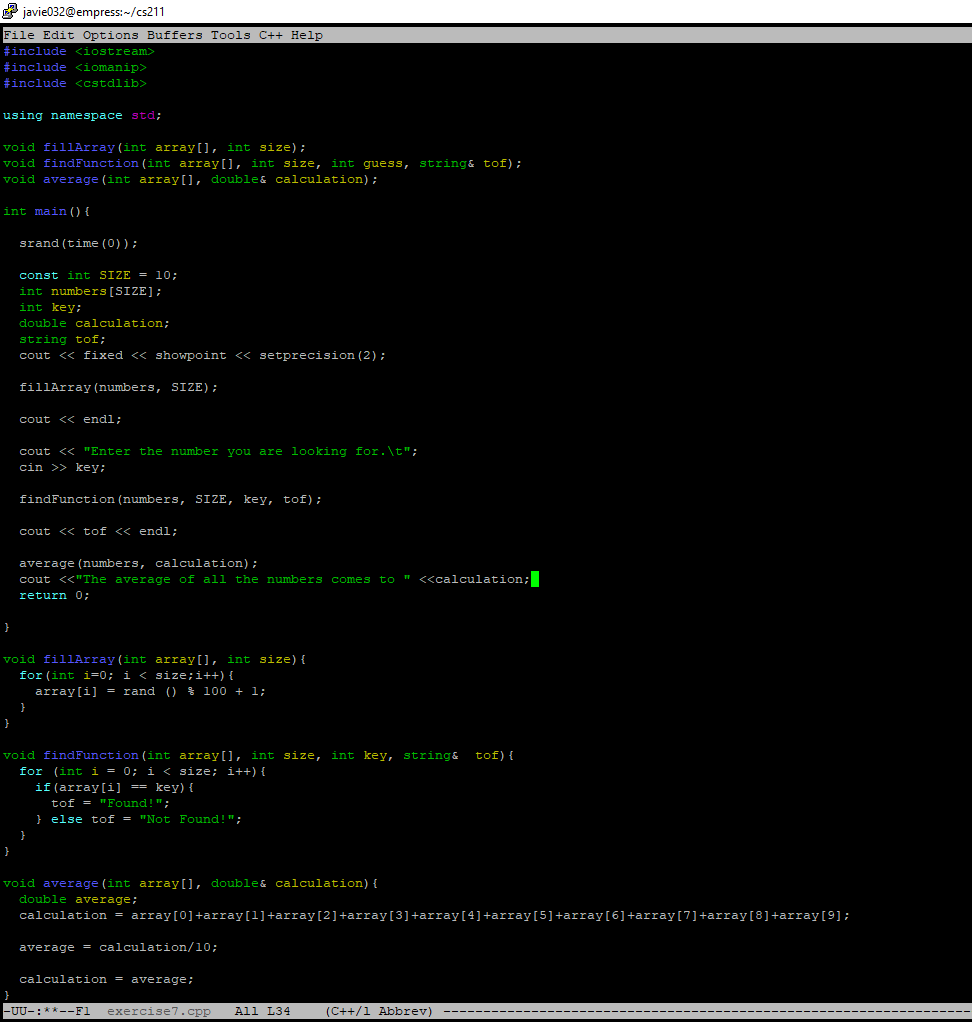 javie032@empress:~/cs211
File Edit Options Buffers Tools C++ Help
#include <iostream>
#include <iomanip>
#include <cstdlib>
using namespace std;
void fillArray(int array[], int size);
void findFunction(int array[], int size, int guess, string& tof);
void average(int array[], double& calculation);
int main(){
srand(time(0));
const int SIZE = 10;
int numbers[SIZE];
int key;
double calculation;
string tof;
cout << fixed << showpoint << setprecision(2);
fillArray(numbers, SIZE);
cout << endl;
cout << "Enter the number you are looking for.\t";
cin >> key;
findFunction(numbers, SIZE, key, tof);
cout << tof << endl;
average(numbers, calculation);
cout <<"The average of all the numbers comes to " <<calculation;
return 0;
}
void fillArray(int array[], int size){
for(int i=0; i < size;i++){
array[i] = rand () % 100 + 1;
}
}
void findFunction(int array[], int size, int key, string&  tof){
for (int i = 0; i < size; i++){
if(array[i] == key){
tof = "Found!";
} else tof = "Not Found!";
}
}
void average(int array[], double& calculation){
double average;
calculation = array[0]+array[1]+array[2]+array[3]+array[4]+array[5]+array[6]+array[7]+array[8]+array[9];
average = calculation/10;
calculation = average;
}
-UU-:**--F1  exercise7.cpp   All L34    (C++/l Abbrev) ------------------------------------------------------------------